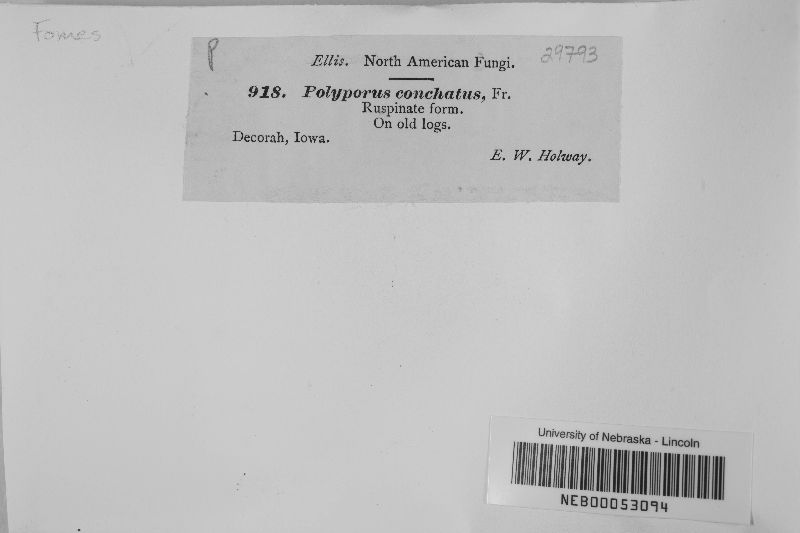 Fomes
P
29793
Ellis. North American Fungi.
918. Polyporus conchatus, Fr.
Ruspinate form.
On old logs.
Decorah, Iowa.
E. W. Holway.
University of Nebraska - Lincoln
NEB00053094